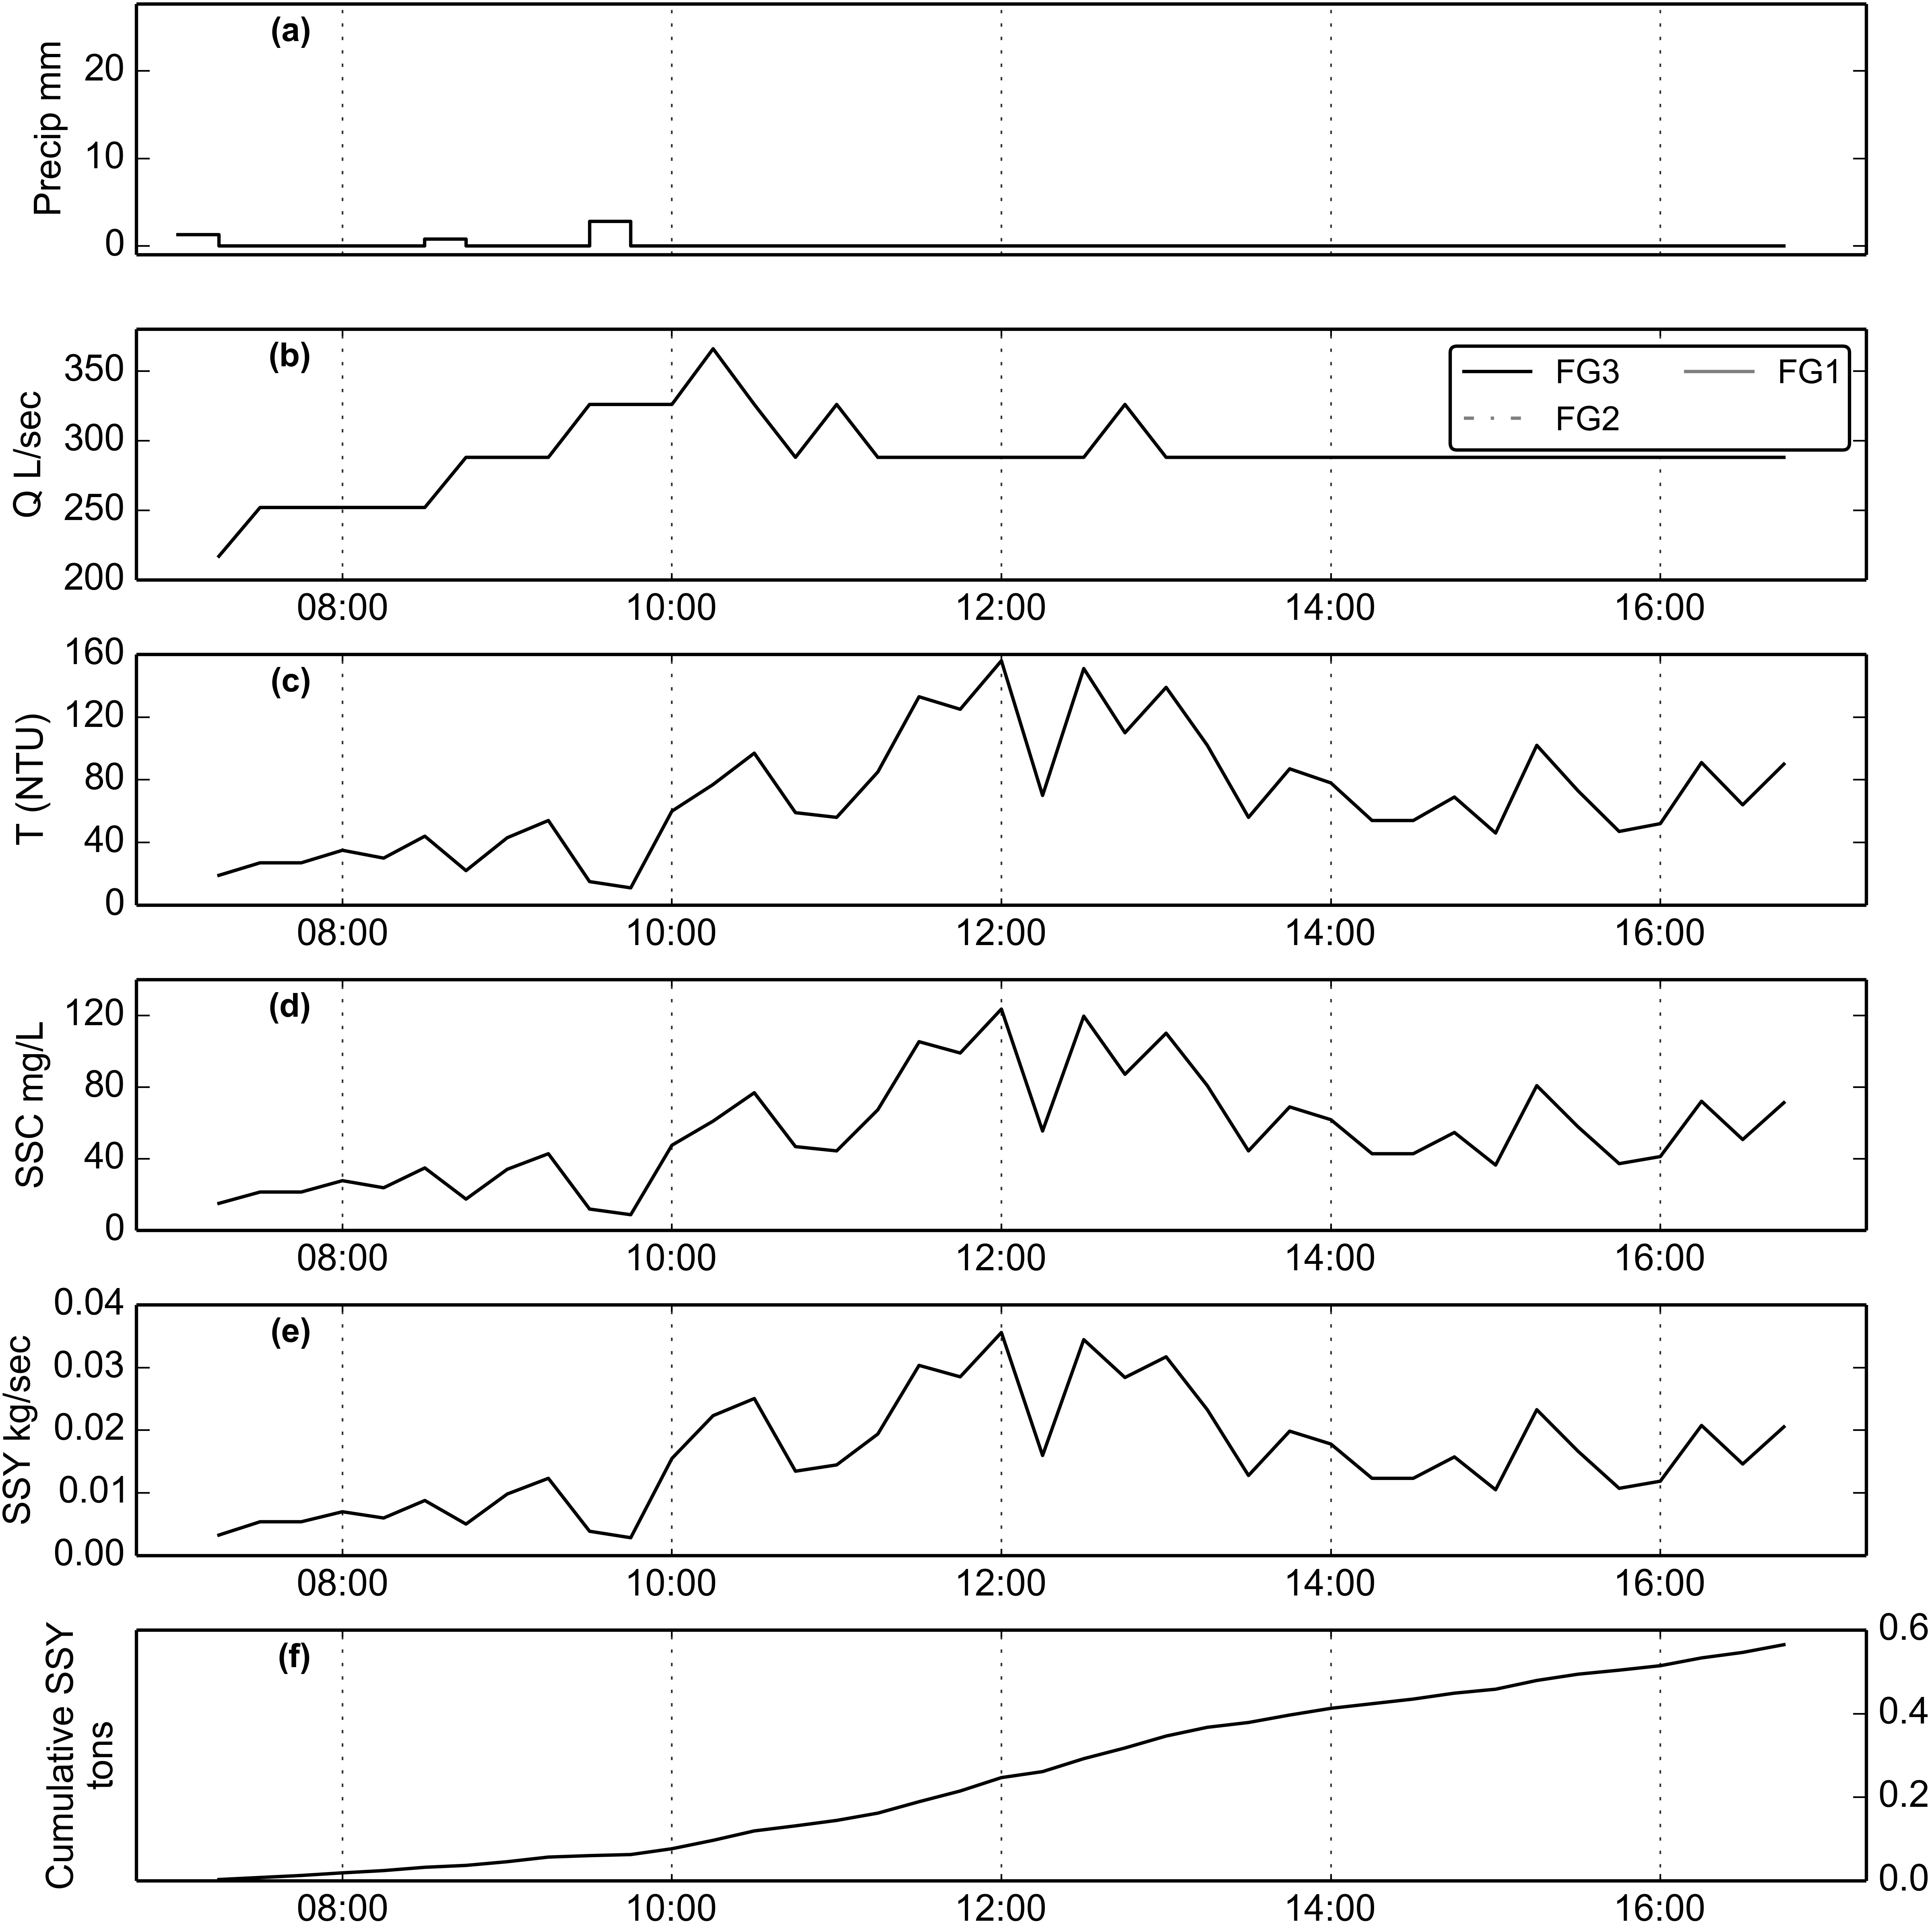 (a)
Precip mm
20
10
0
(b)
Q L/sec
350
300
250
200
FG3 FG1
FG2
08:00 10:00 12:00 14:00 16:00
(c)
T (NTU)
160
120
80
40
0
08:00 10:00 12:00 14:00 16:00
(d)
SSC mg/L
120
80
40
0
08:00 10:00 12:00 14:00 16:00
(e)
SSY kg/sec
0.04
0.03
0.02
0.01
0.00
08:00 10:00 12:00 14:00 16:00
(f)
Cumulative SSY
tons
0.6
0.4
0.2
0.0
08:00 10:00 12:00 14:00 16:00